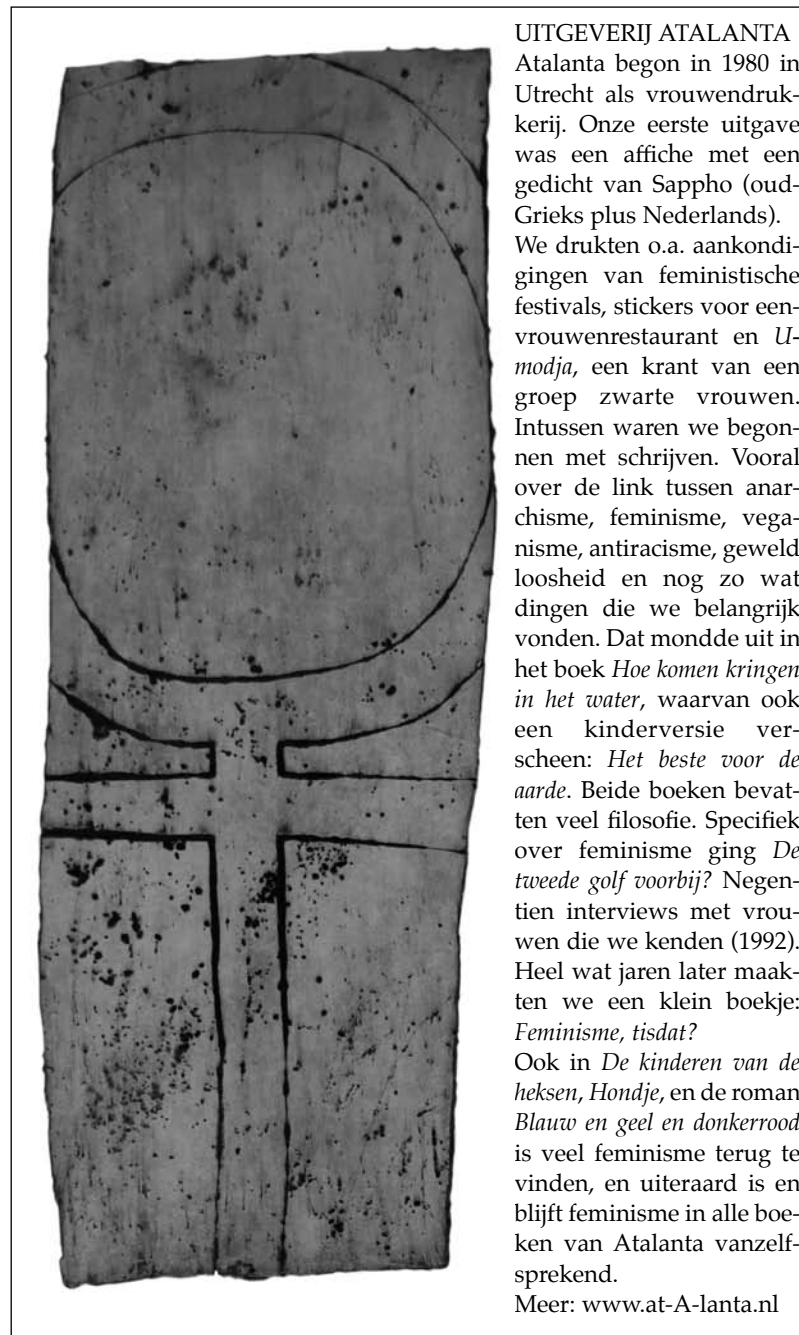 UITGEVERIJ ATALANTA
Atalanta begon in 1980 in
Utrecht als vrouwendruk-
kerij. Onze eerste uitgave
was een affiche met een
gedicht van Sappho (oud-
Grieks plus Nederlands).
We drukten o.a. aankondi-
gingen van feministische
festivals, stickers voor een-
vrouwenrestaurant en U-
modja, een krant van een
groep zwarte vrouwen.
Intussen waren we begon-
nen met schrijven. Vooral
over de link tussen anar-
chisme, feminisme, vega-
nisme, antiracisme, geweld
loosheid en nog zo wat
dingen die we belangrijk
vonden. Dat mondde uit in
het boek Hoe komen kringen
in het water, waarvan ook
een kinderversie ver-
scheen: Het beste voor de
aarde. Beide boeken bevat-
ten veel filosofie. Specifiek
over feminisme ging De
tweede golf voorbij? Negen-
tien interviews met vrou-
wen die we kenden (1992).
Heel wat jaren later maak-
ten we een klein boekje:
Feminisme, tisdat?
Ook in De kinderen van de
heksen, Hondje, en de roman
Blauw en geel en donkerrood
is veel feminisme terug te
vinden, en uiteraard is en
blijft feminisme in alle boe-
ken van Atalanta vanzelf-
sprekend.
Meer: www.at-A-lanta.nl